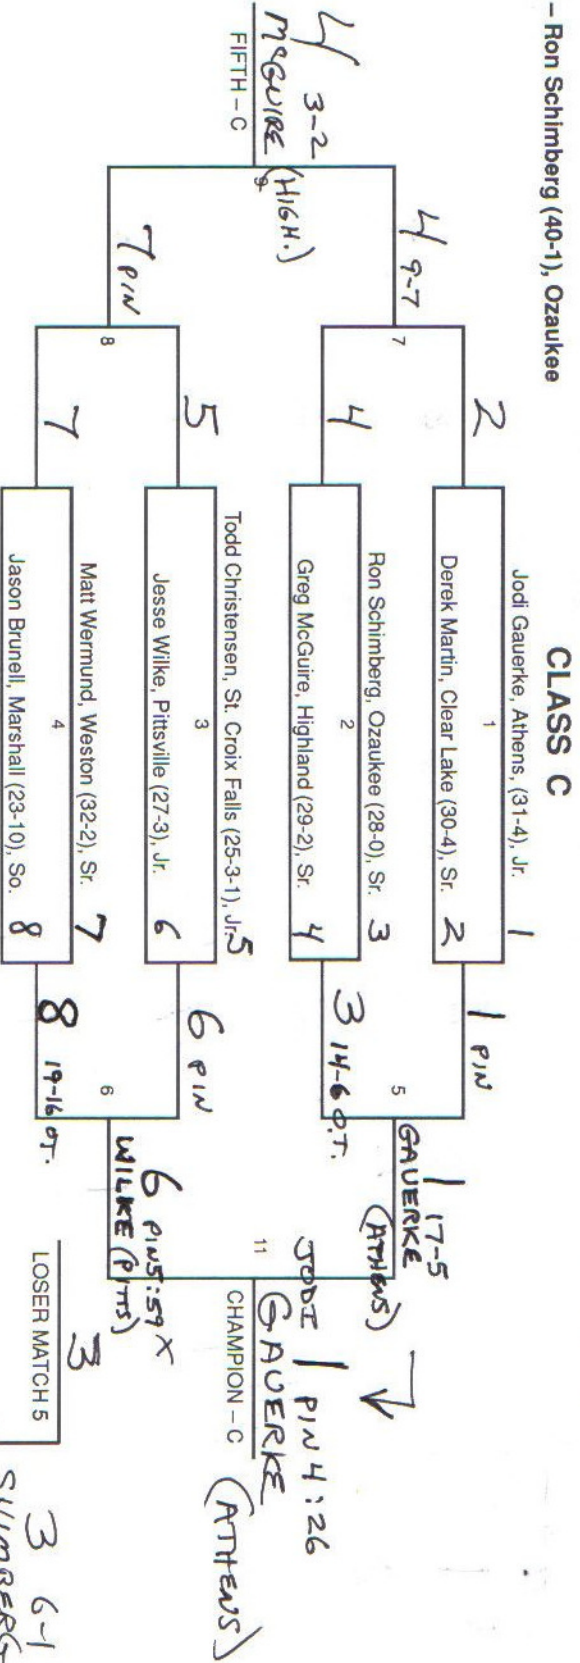 – Ron Schimberg (40-1), Ozaukee
CLASS C
Jodi Gauerke, Athens, (31-4), Jr. 1
1
Derek Martin, Clear Lake (30-4), Sr. 2
Ron Schimberg, Ozaukee (28-0), Sr. 3
2
Greg McGuire, Highland (29-2), Sr. 4
Todd Christensen, St. Croix Falls (25-3-1), Jr. 5
3
Jesse Wilke, Pittsville (27-3), Jr. 6
Matt Wermund, Weston (32-2), Sr. 7
4
Jason Brunell, Marshall (23-10), So. 8
2
4
5
7
7
4 9-7
8
7 PIN
9
4 3-2
McGUIRE (HIGH.)
FIFTH – C
1 PIN
5
3 14-6 O.T.
6 PIN
6
8 19-16 OT.
1 17-5
GAUERKE
(ATHENS)
6 PIN 5:59 X
WILKE (PITTS)
11
JODI 1 PIN 4:26
GAUERKE
CHAMPION – C
(ATHENS)
3
LOSER MATCH 5
3 6-1